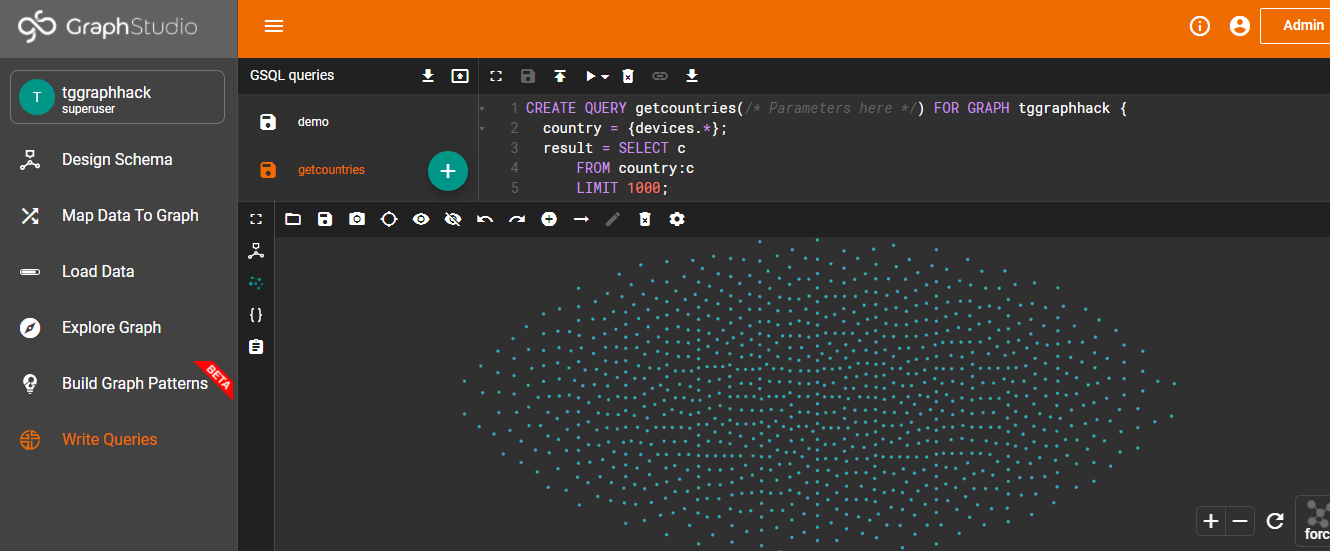 GraphStudio
Admin
T
tggraphhack
superuser
Design Schema
Map Data To Graph
Load Data
Explore Graph
Build Graph Patterns
BETA
Write Queries
GSQL queries
demo
getcountries
1 CREATE QUERY getcountries(/* Parameters here */) FOR GRAPH tggraphhack {
2 country = {devices.*};
3 result = SELECT c
4 FROM country:c
5 LIMIT 1000;